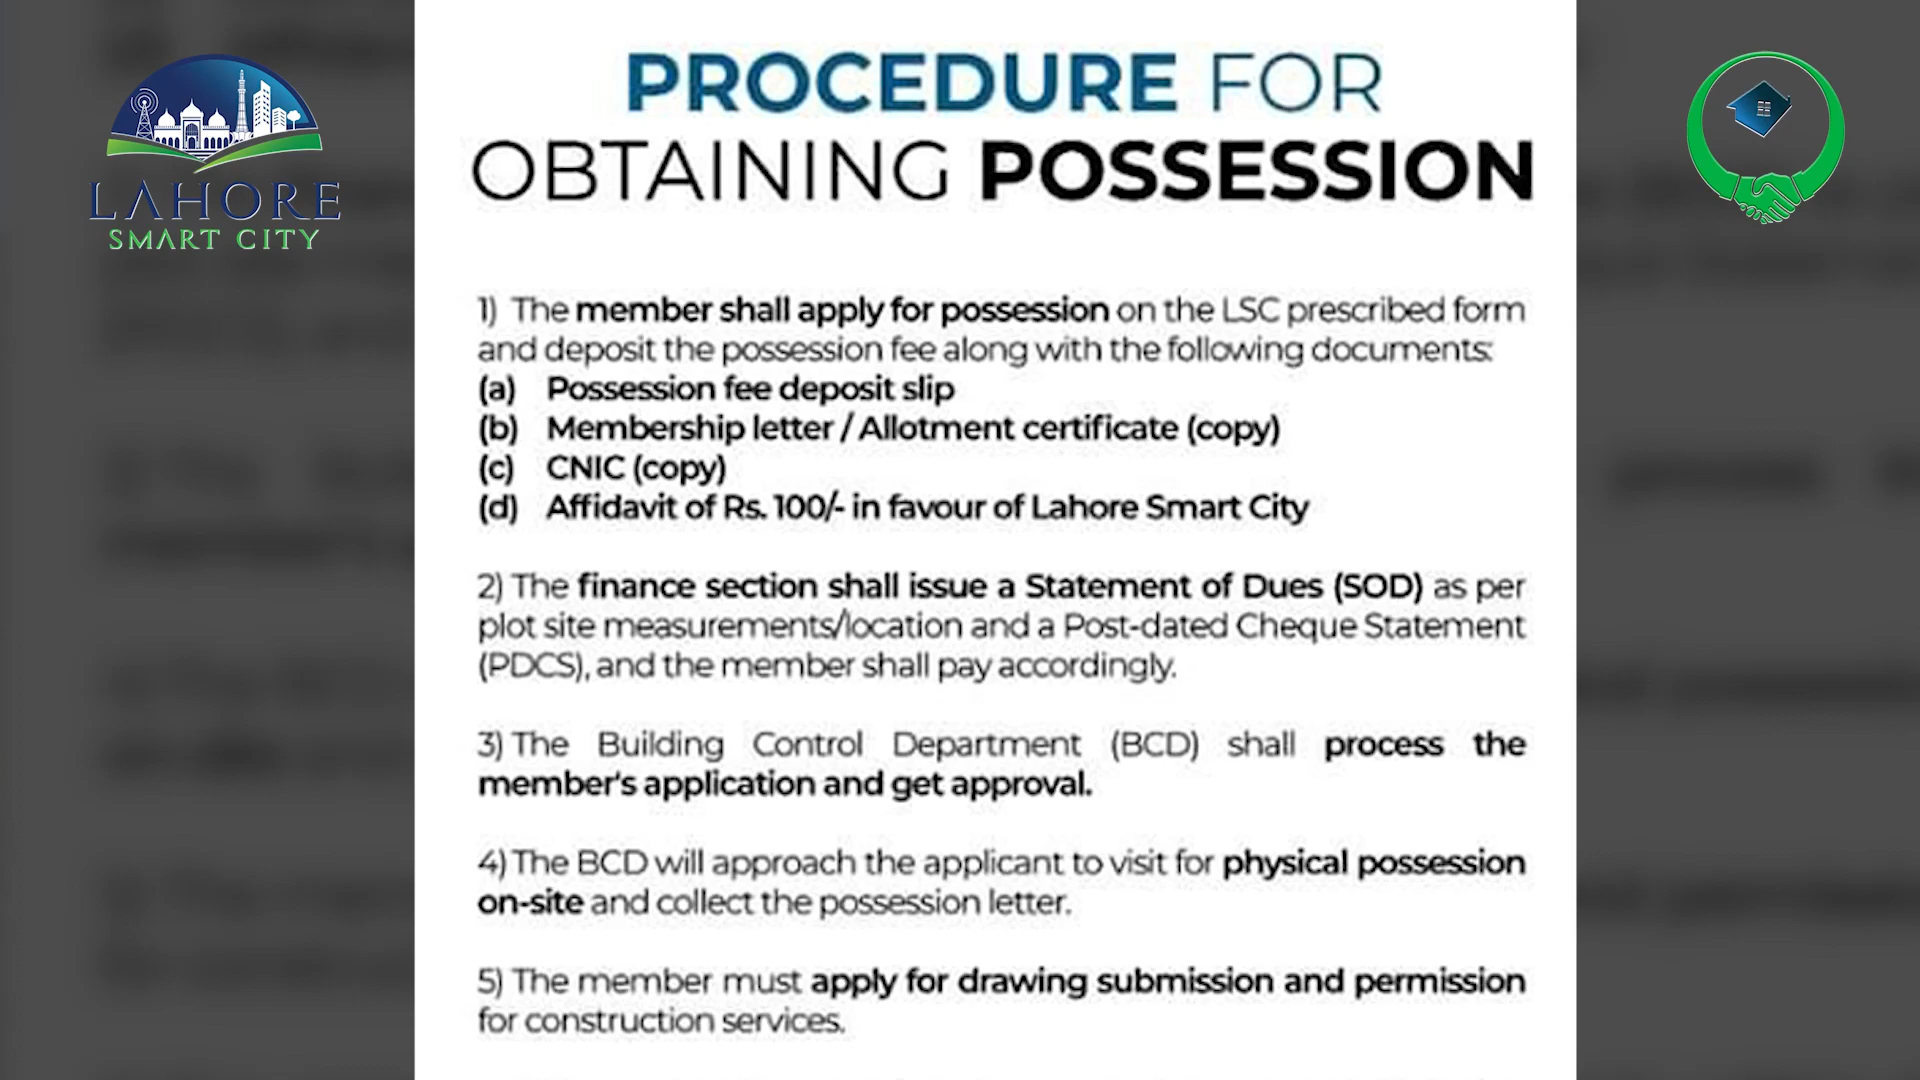 LAHORE
SMART CITY
PROCEDURE FOR
OBTAINING POSSESSION
1) The member shall apply for possession on the LSC prescribed form
and deposit the possession fee along with the following documents:
(a) Possession fee deposit slip
(b) Membership letter / Allotment certificate (copy)
(c) CNIC (copy)
(d) Affidavit of Rs. 100/- in favour of Lahore Smart City
2) The finance section shall issue a Statement of Dues (SOD) as per
plot site measurements/location and a Post-dated Cheque Statement
(PDCS), and the member shall pay accordingly.
3) The Building Control Department (BCD) shall process the
member's application and get approval.
4) The BCD will approach the applicant to visit for physical possession
on-site and collect the possession letter.
5) The member must apply for drawing submission and permission
for construction services.